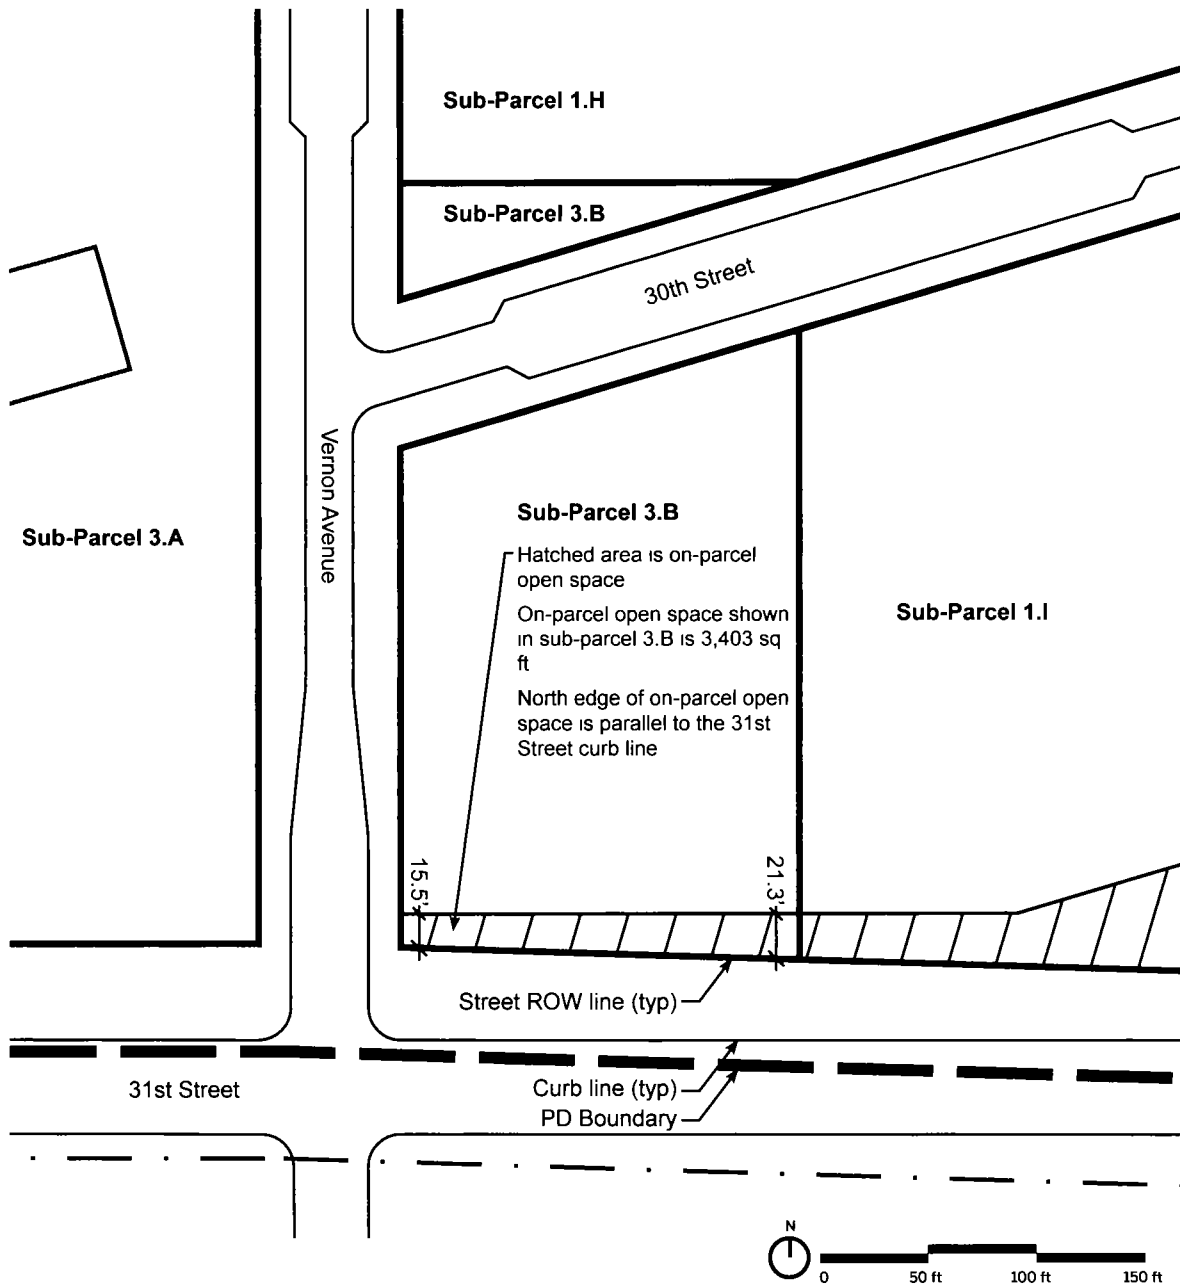 Sub-Parcel 1.H
Sub-Parcel 3.B
30th Street
Vernon Avenue
Sub-Parcel 3.A
Sub-Parcel 3.B
Hatched area is on-parcel
open space
On-parcel open space shown
in sub-parcel 3.B is 3,403 sq
ft
North edge of on-parcel open
space is parallel to the 31st
Street curb line
Sub-Parcel 1.I
15.5'
21.3'
Street ROW line (typ)
31st Street
Curb line (typ)
PD Boundary
N
0 50 ft 100 ft 150 ft